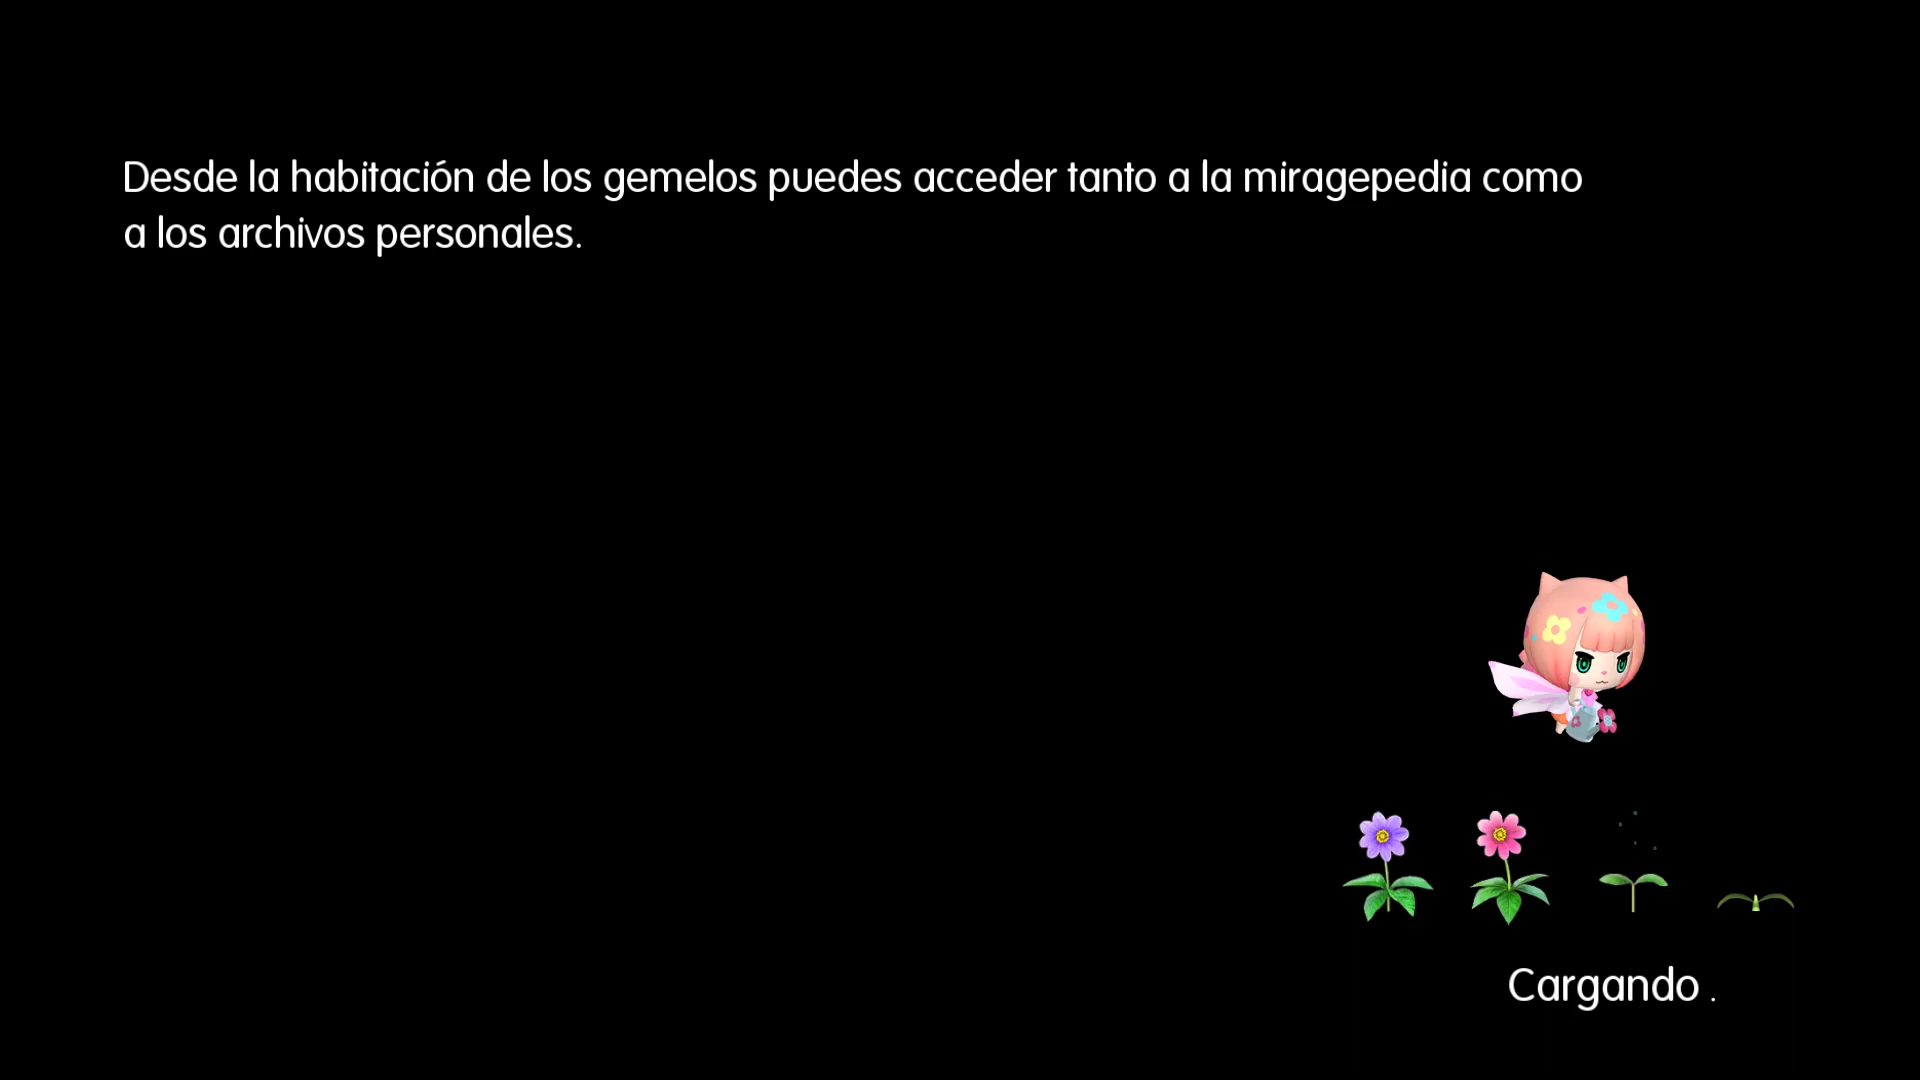 Desde la habitación de los gemelos puedes acceder tanto a la miragepedia como
a los archivos personales.
Cargando .